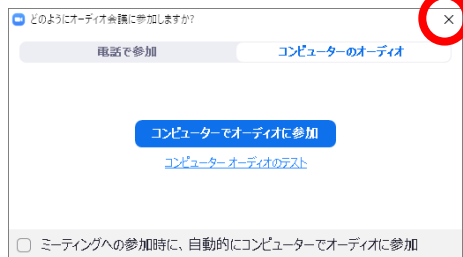 どのようにオーディオ会議に参加しますか?
電話で参加
コンピューターのオーディオ
コンピューターでオーディオに参加
コンピューター オーディオのテスト
ミーティングへの参加時に、自動的にコンピューターでオーディオに参加